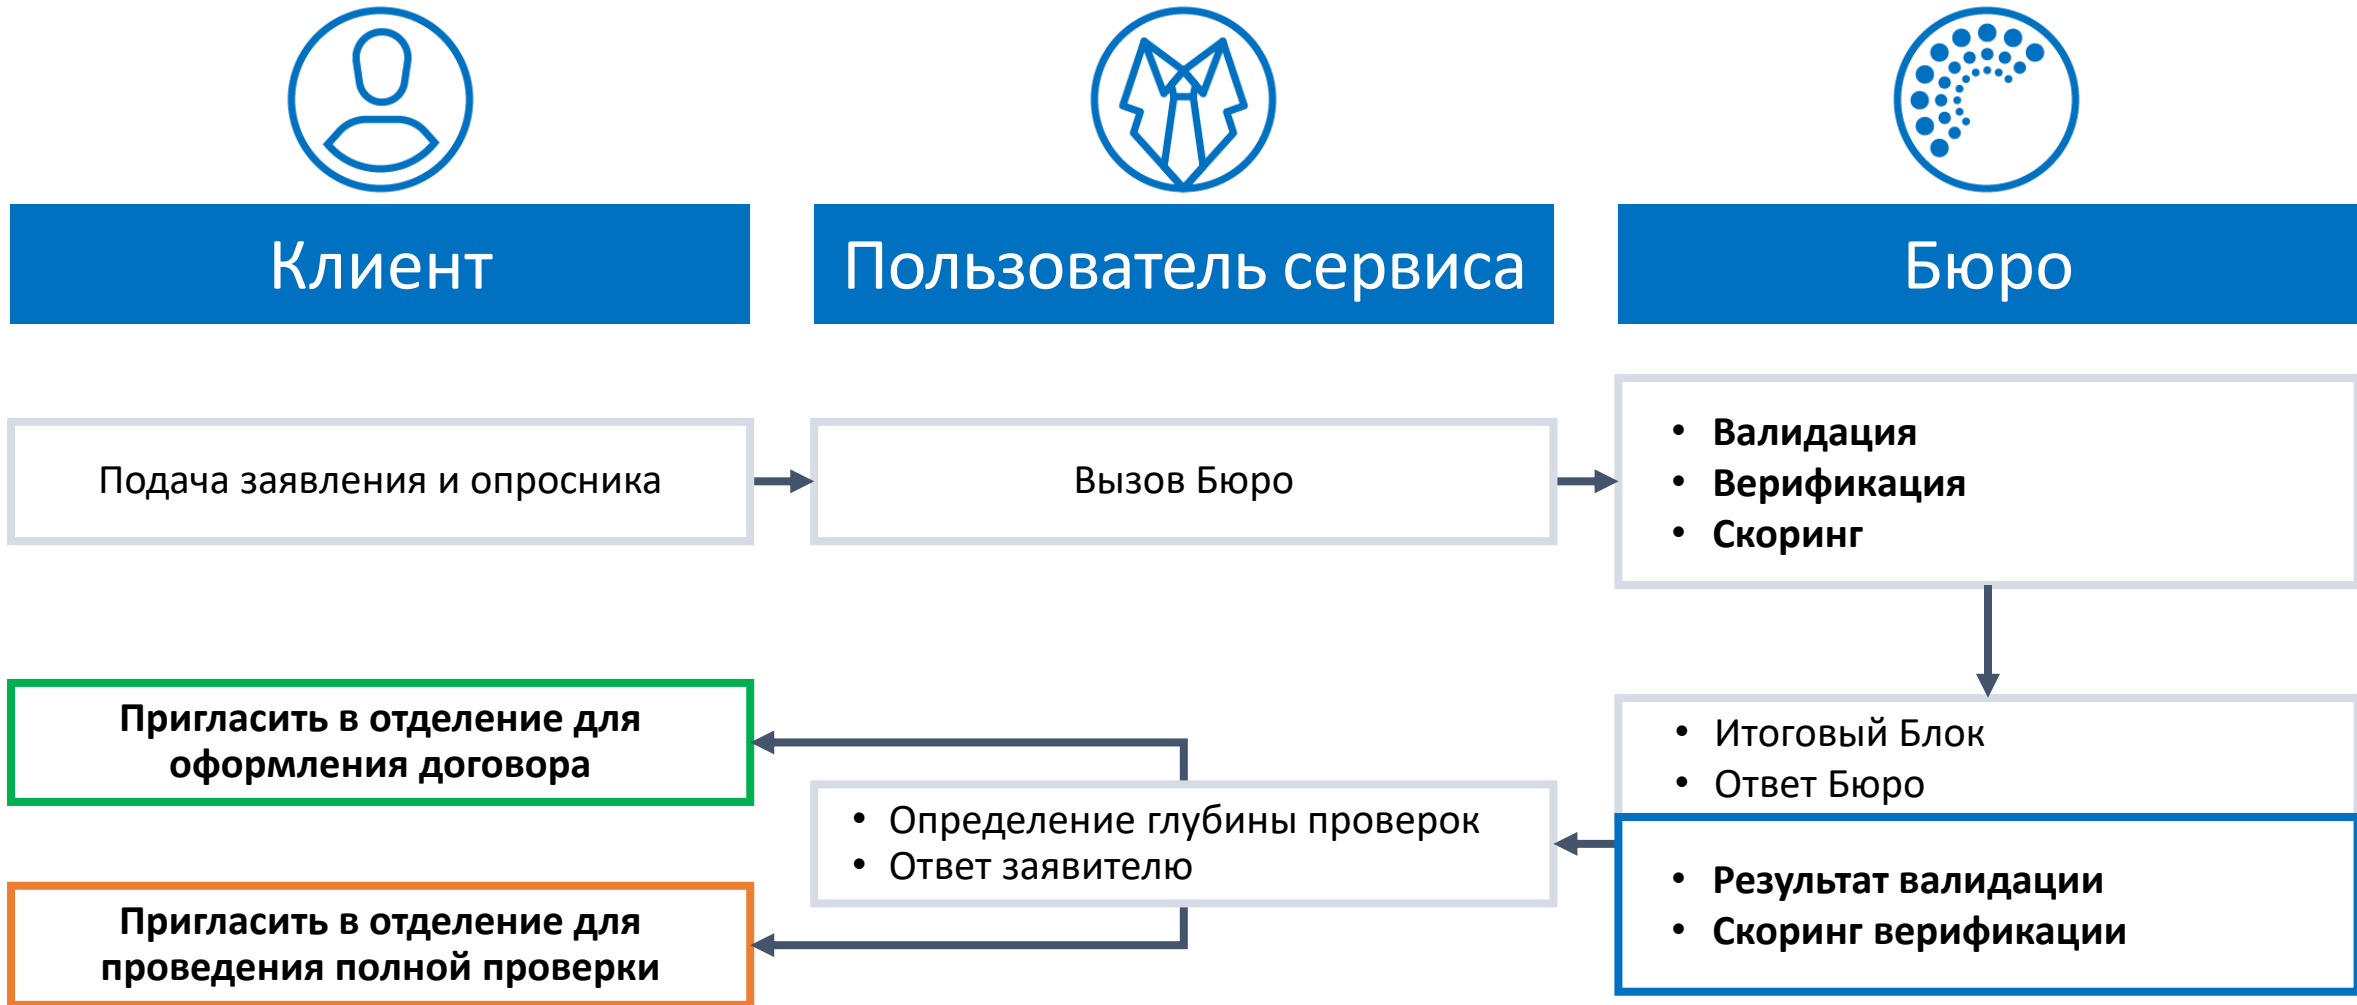 Клиент
Пользователь сервиса
Бюро
Подача заявления и опросника
Вызов Бюро
• Валидация
• Верификация
• Скоринг
Пригласить в отделение для
оформления договора
• Итоговый Блок
• Ответ Бюро
• Определение глубины проверок
• Ответ заявителю
• Результат валидации
• Скоринг верификации
Пригласить в отделение для
проведения полной проверки